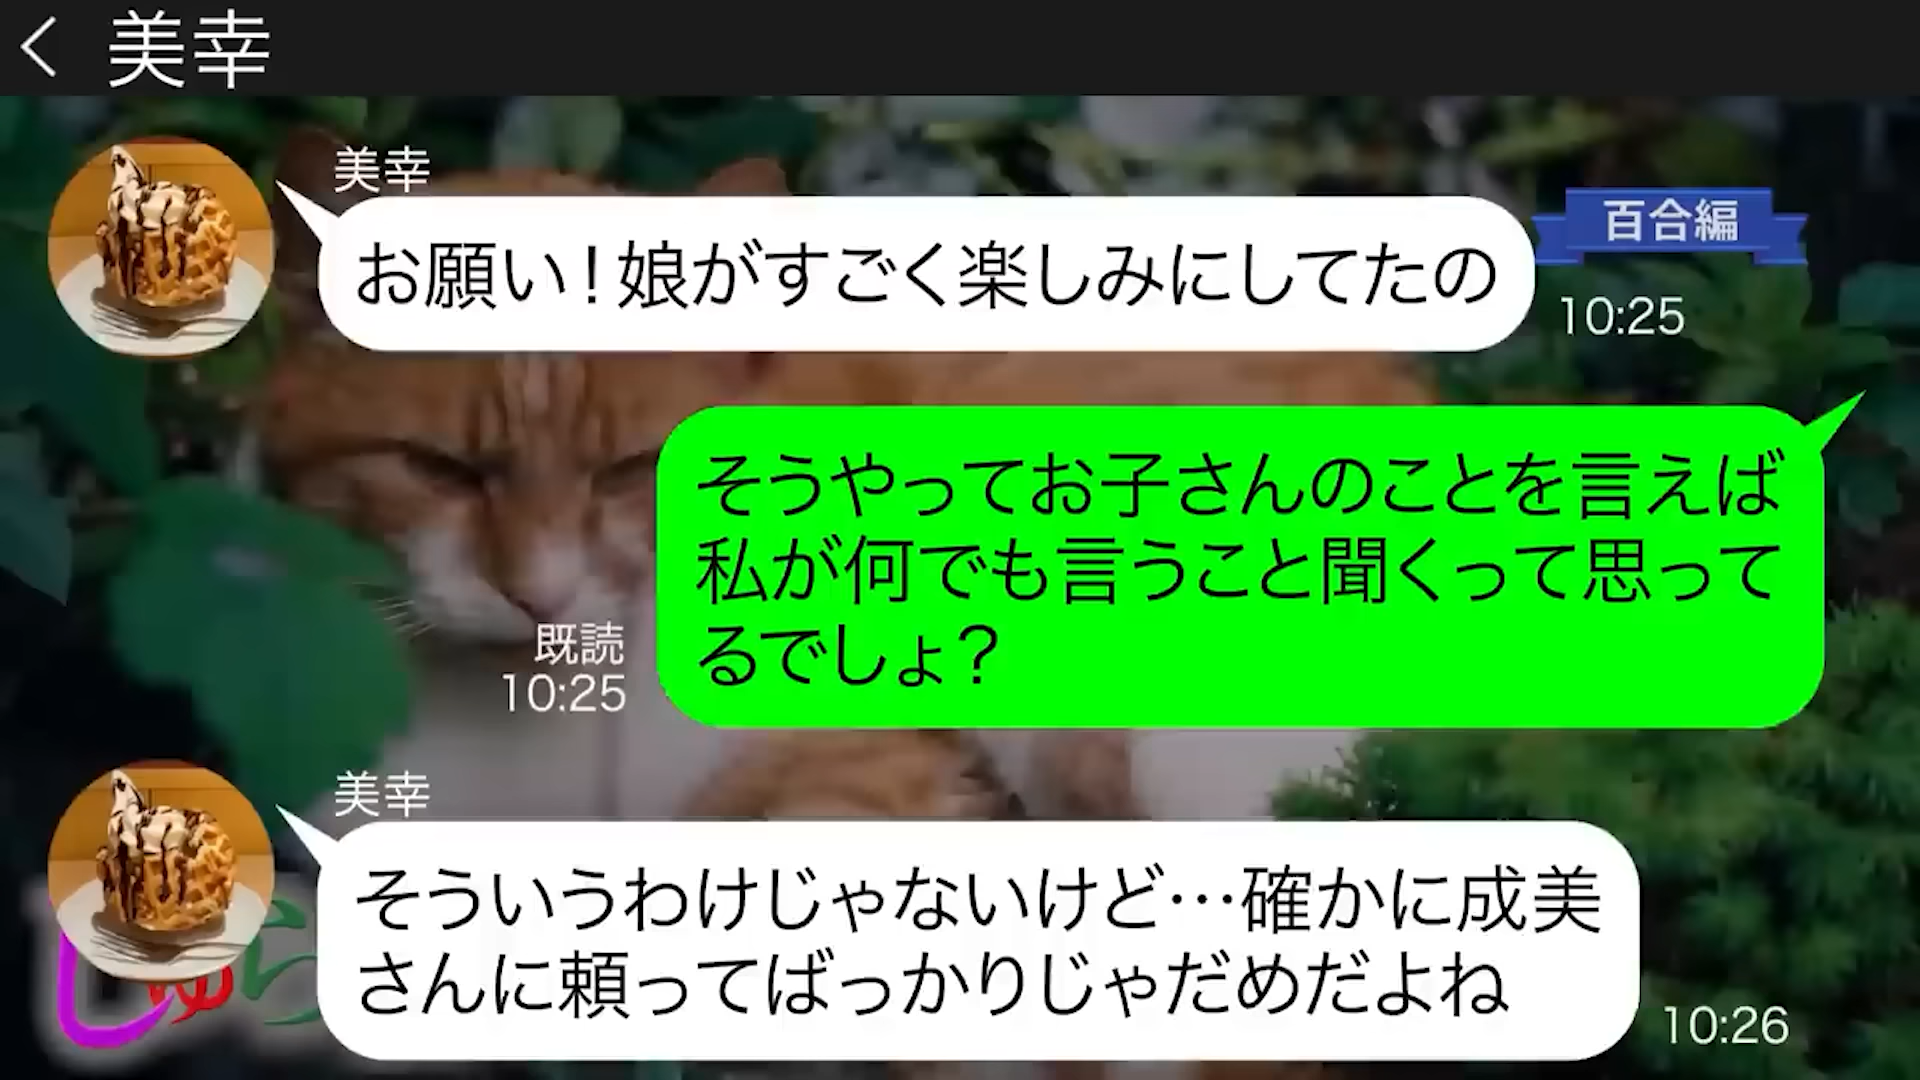 美幸
美幸
お願い！娘がすごく楽しみにしてたの
百合編
10:25
そうやってお子さんのことを言えば
私が何でも言うこと聞くって思って
るでしょ？
既読
10:25
美幸
そういうわけじゃないけど…確かに成美
さんに頼ってばっかりじゃだめだよね
10:26
しゅら